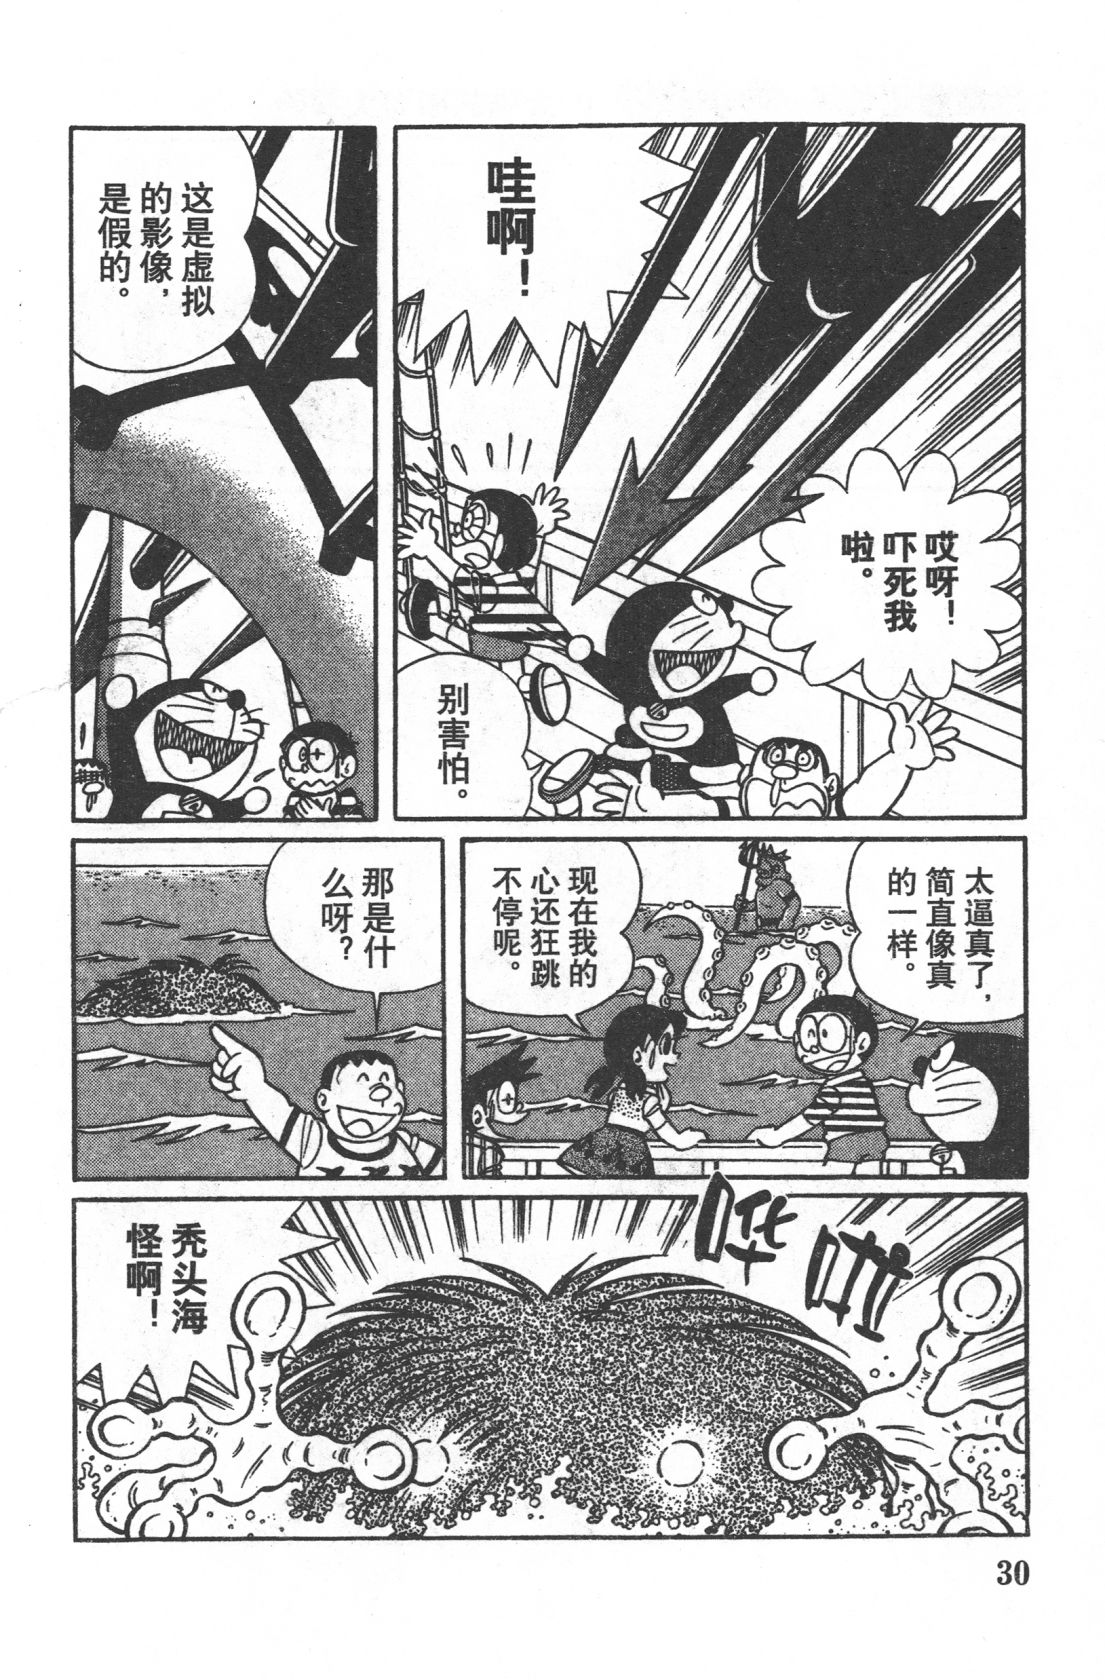 哇啊！
哎呀！
吓死我
啦。
别害怕。
这是虚拟
的影像，
是假的。
太逼真了，
简直像真
的一样。
现在我的
心还狂跳
不停呢。
那是什
么呀？
哗啦
秃头海
怪啊！
30